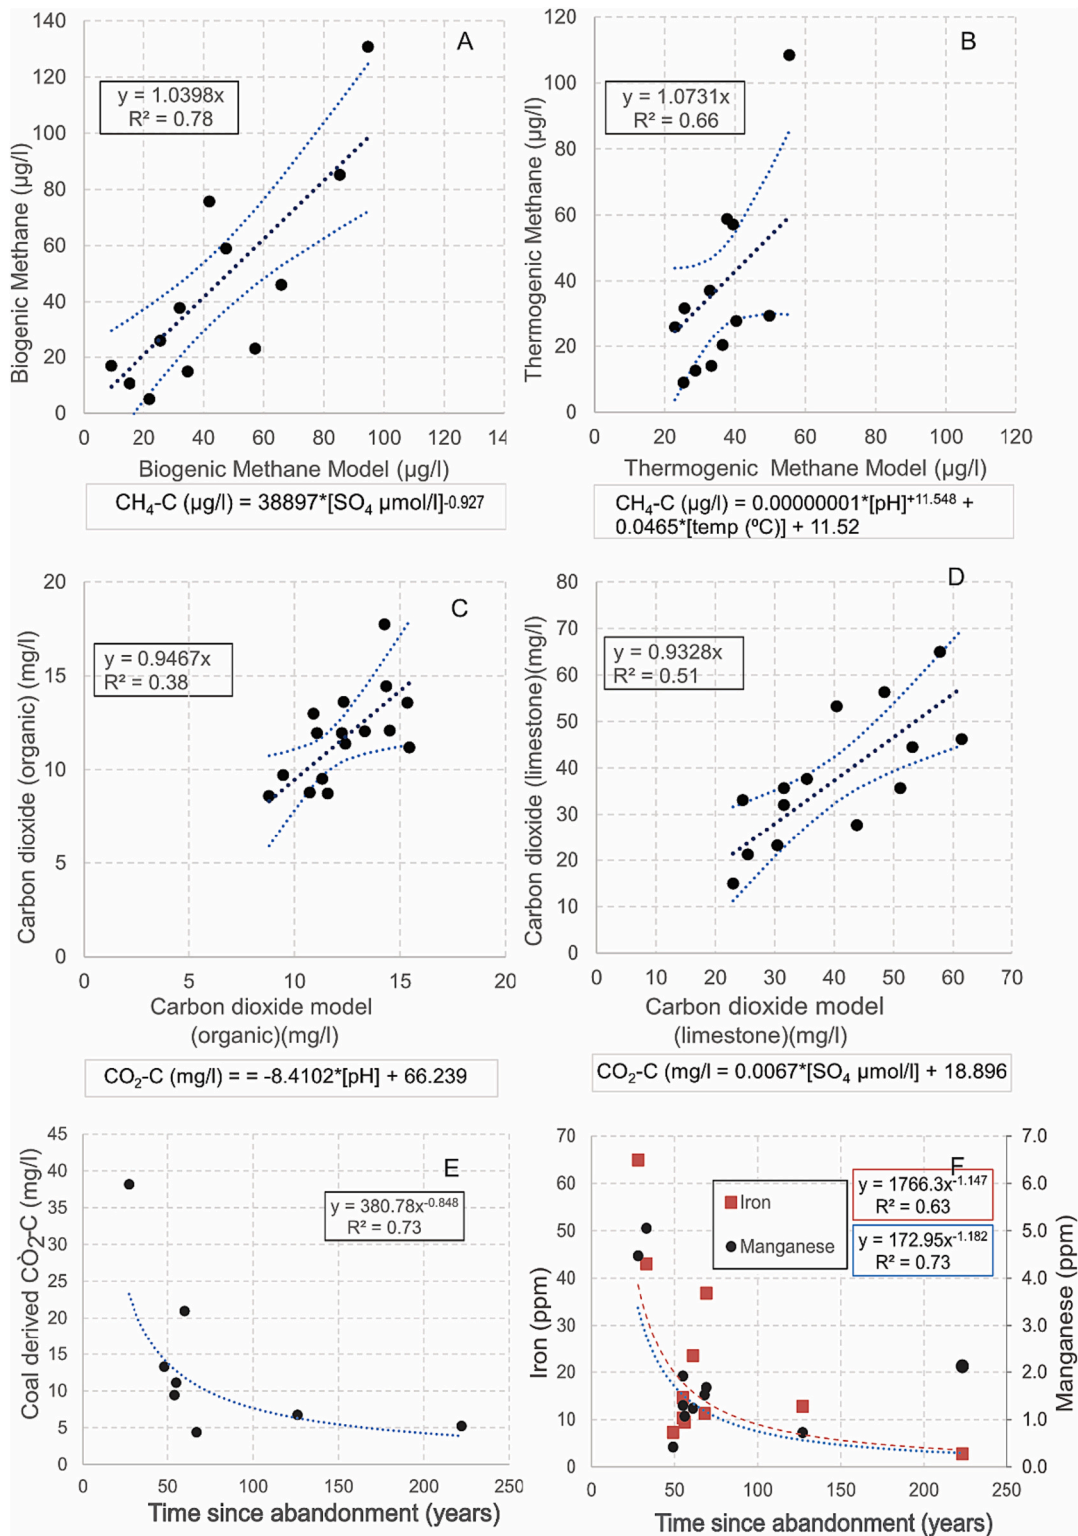 A
y = 1.0398x
R² = 0.78
Biogenic Methane (µg/l)
140
120
100
80
60
40
20
0
0 20 40 60 80 100 120 14
Biogenic Methane Model (µg/l)
CH₄-C (µg/l) = 38897*[SO₄ µmol/l]-0.927
B
y = 1.0731x
R² = 0.66
Thermogenic Methane (µg/l)
120
100
80
60
40
20
0
0 20 40 60 80 100 120
Thermogenic Methane Model (µg/l)
CH₄-C (µg/l) = 0.00000001*[pH]+11.548 +
0.0465*[temp (ºC)] + 11.52
C
y = 0.9467x
R² = 0.38
Carbon dioxide (organic) (mg/l)
20
15
10
5
0
0 5 10 15 20
Carbon dioxide model
(organic)(mg/l)
CO₂-C (mg/l) = = -8.4102*[pH] + 66.239
D
y = 0.9328x
R² = 0.51
Carbon dioxide (limestone)(mg/l)
80
70
60
50
40
30
20
10
0
0 10 20 30 40 50 60 70
Carbon dioxide model
(limestone)(mg/l)
CO₂-C (mg/l = 0.0067*[SO₄ µmol/l] + 18.896
E
y = 380.78x-0.848
R² = 0.73
Coal derived CO₂-C (mg/l)
45
40
35
30
25
20
15
10
5
0
0 50 100 150 200 250
Time since abandonment (years)
F
y = 1766.3x-1.147
R² = 0.63
y = 172.95x-1.182
R² = 0.73
Iron
Manganese
Iron (ppm)
70
60
50
40
30
20
10
0
7.0
6.0
5.0
4.0
3.0
2.0
1.0
0.0
Manganese (ppm)
0 50 100 150 200 250
Time since abandonment (years)